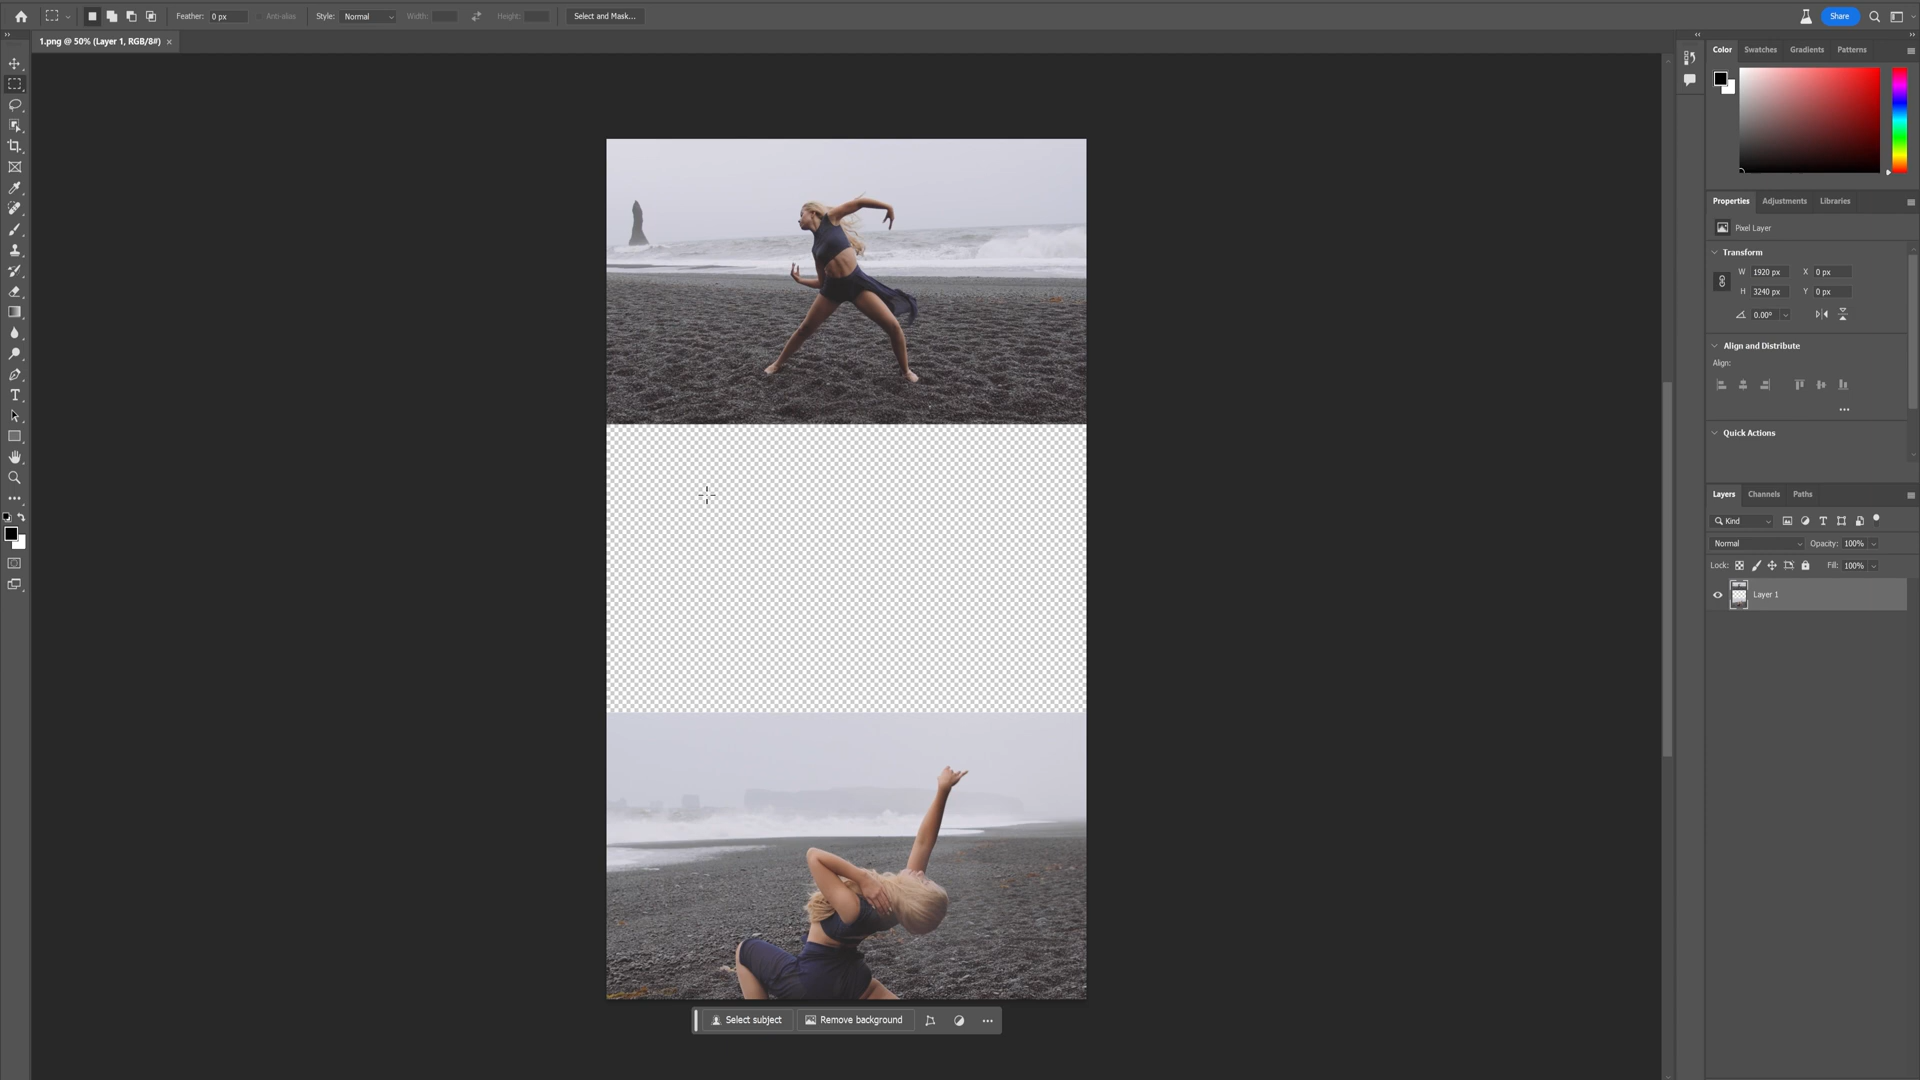 Feather: 0 px Anti-alias Style: Normal Width: Height: Select and Mask... Share
1.png @ 50% (Layer 1, RGB/8#) ×
Color Swatches Gradients Patterns
Properties Adjustments Libraries
Pixel Layer
Transform
W 1920 px X 0 px
H 3240 px Y 0 px
0.00°
Align and Distribute
Align:
Quick Actions
Layers Channels Paths
Kind
Normal Opacity: 100%
Lock: Fill: 100%
Layer 1
Select subject Remove background